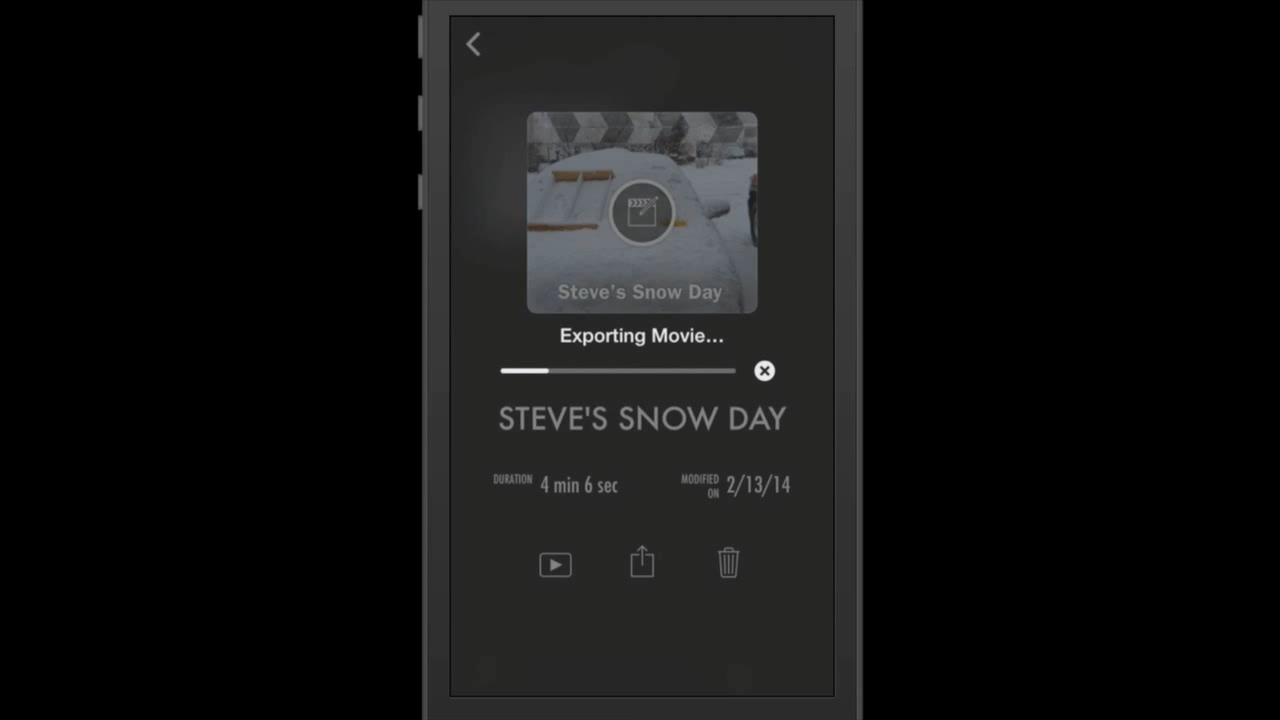 Steve's Snow Day
Exporting Movie...
STEVE'S SNOW DAY
DURATION 4 min 6 sec
MODIFIED ON 2/13/14